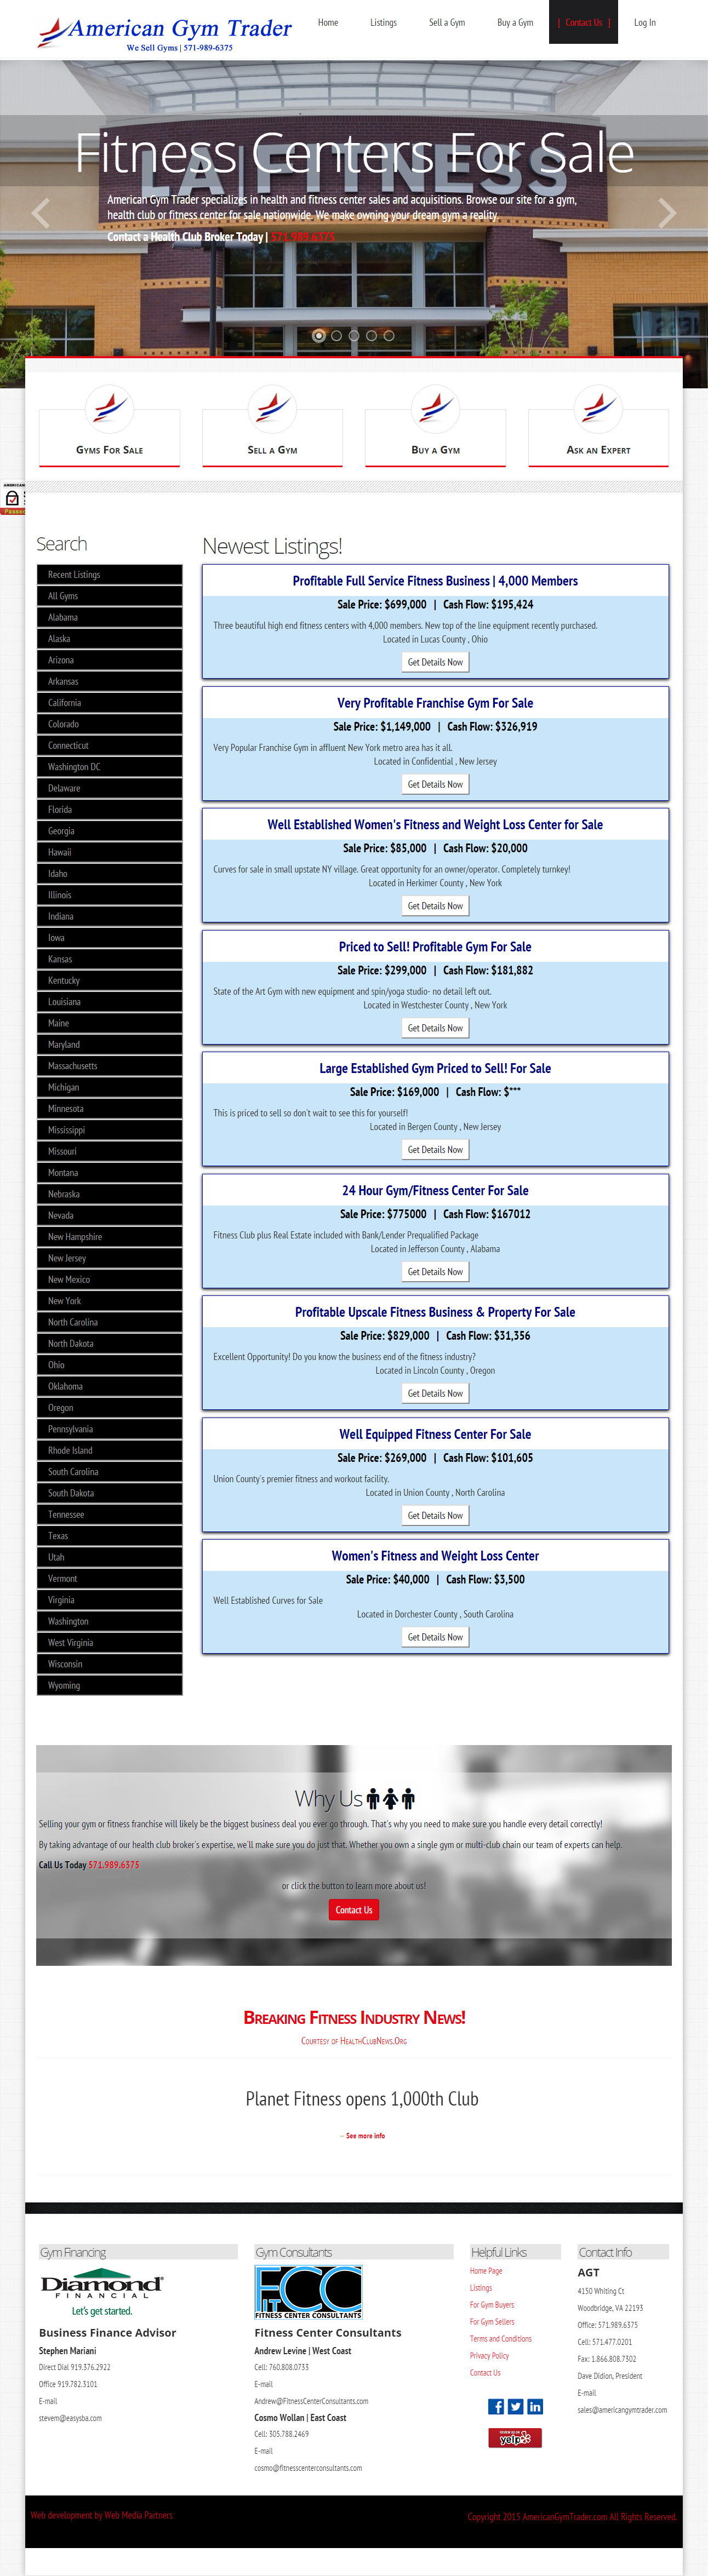 American Gym Trader
We Sell Gyms | 571-989-6375
Home
Listings
Sell a Gym
Buy a Gym
[ Contact Us ]
Log In
LA FITNESS
Fitness Centers For Sale
American Gym Trader specializes in health and fitness center sales and acquisitions. Browse our site for a gym,
health club or fitness center for sale nationwide. We make owning your dream gym a reality.
Contact a Health Club Broker Today | 571.989.6375
Gyms For Sale
Sell a Gym
Buy a Gym
Ask an Expert
AMERICAN
Search
Recent Listings
All Gyms
Alabama
Alaska
Arizona
Arkansas
California
Colorado
Connecticut
Washington DC
Delaware
Florida
Georgia
Hawaii
Idaho
Illinois
Indiana
Iowa
Kansas
Kentucky
Louisiana
Maine
Maryland
Massachusetts
Michigan
Minnesota
Mississippi
Missouri
Montana
Nebraska
Nevada
New Hampshire
New Jersey
New Mexico
New York
North Carolina
North Dakota
Ohio
Oklahoma
Oregon
Pennsylvania
Rhode Island
South Carolina
South Dakota
Tennessee
Texas
Utah
Vermont
Virginia
Washington
West Virginia
Wisconsin
Wyoming
Newest Listings!
Profitable Full Service Fitness Business | 4,000 Members
Sale Price: $699,000 | Cash Flow: $195,424
Three beautiful high end fitness centers with 4,000 members. New top of the line equipment recently purchased.
Located in Lucas County , Ohio
Get Details Now
Very Profitable Franchise Gym For Sale
Sale Price: $1,149,000 | Cash Flow: $326,919
Very Popular Franchise Gym in affluent New York metro area has it all.
Located in Confidential , New Jersey
Get Details Now
Well Established Women's Fitness and Weight Loss Center for Sale
Sale Price: $85,000 | Cash Flow: $20,000
Curves for sale in small upstate NY village. Great opportunity for an owner/operator. Completely turnkey!
Located in Herkimer County , New York
Get Details Now
Priced to Sell! Profitable Gym For Sale
Sale Price: $299,000 | Cash Flow: $181,882
State of the Art Gym with new equipment and spin/yoga studio- no detail left out.
Located in Westchester County , New York
Get Details Now
Large Established Gym Priced to Sell! For Sale
Sale Price: $169,000 | Cash Flow: $***
This is priced to sell so don't wait to see this for yourself!
Located in Bergen County , New Jersey
Get Details Now
24 Hour Gym/Fitness Center For Sale
Sale Price: $775000 | Cash Flow: $167012
Fitness Club plus Real Estate included with Bank/Lender Prequalified Package
Located in Jefferson County , Alabama
Get Details Now
Profitable Upscale Fitness Business & Property For Sale
Sale Price: $829,000 | Cash Flow: $31,356
Excellent Opportunity! Do you know the business end of the fitness industry?
Located in Lincoln County , Oregon
Get Details Now
Well Equipped Fitness Center For Sale
Sale Price: $269,000 | Cash Flow: $101,605
Union County's premier fitness and workout facility.
Located in Union County , North Carolina
Get Details Now
Women's Fitness and Weight Loss Center
Sale Price: $40,000 | Cash Flow: $3,500
Well Established Curves for Sale
Located in Dorchester County , South Carolina
Get Details Now
Why Us
Selling your gym or fitness franchise will likely be the biggest business deal you ever go through. That's why you need to make sure you handle every detail correctly!
By taking advantage of our health club broker's expertise, we'll make sure you do just that. Whether you own a single gym or multi-club chain our team of experts can help.
Call Us Today 571.989.6375
or click the button to learn more about us!
Contact Us
Breaking Fitness Industry News!
Courtesy of HealthClubNews.Org
Planet Fitness opens 1,000th Club
— See more info
Gym Financing
Diamond
FINANCIAL
Let's get started.
Business Finance Advisor
Stephen Mariani
Direct Dial 919.376.2922
Office 919.782.3101
E-mail
stevem@easysba.com
Gym Consultants
FCC
FITNESS CENTER CONSULTANTS
Fitness Center Consultants
Andrew Levine | West Coast
Cell: 760.808.0733
E-mail
Andrew@FitnessCenterConsultants.com
Cosmo Wollan | East Coast
Cell: 305.788.2469
E-mail
cosmo@fitnesscenterconsultants.com
Helpful Links
Home Page
Listings
For Gym Buyers
For Gym Sellers
Terms and Conditions
Privacy Policy
Contact Us
REVIEW US ON
yelp
Contact Info
AGT
4150 Whiting Ct
Woodbridge, VA 22193
Office: 571.989.6375
Cell: 571.477.0201
Fax: 1.866.808.7302
Dave Didion, President
E-mail
sales@americangymtrader.com
Web development by Web Media Partners
Copyright 2015 AmericanGymTrader.com All Rights Reserved.